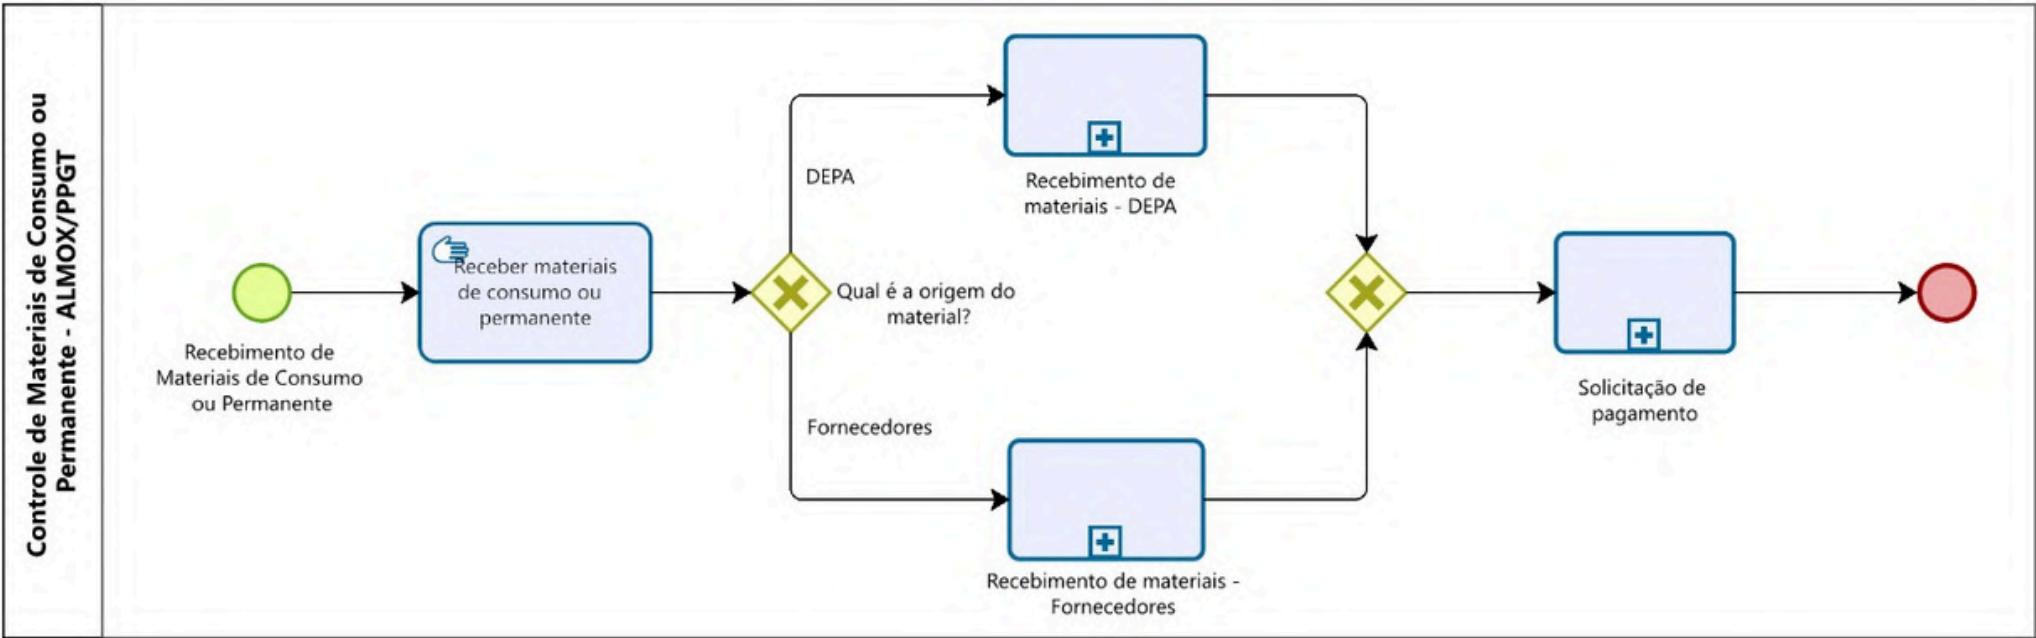 Controle de Materiais de Consumo ou
Permanente - ALMOX/PPGT
Recebimento de
Materiais de Consumo
ou Permanente
Receber materiais
de consumo ou
permanente
DEPA
Qual é a origem do
material?
Fornecedores
Recebimento de
materiais - DEPA
Recebimento de materiais -
Fornecedores
Solicitação de
pagamento